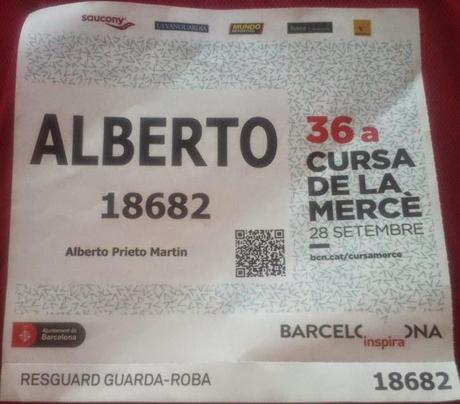 saucony
LA VANGUARDIA
MUNDO DEPORTIVO
ALBERTO
18682
Alberto Prieto Martin
36a
CURSA
DE LA
MERCÈ
28 SETEMBRE
bcn.cat/cursamerce
Ajuntament de
Barcelona
BARCELONA
inspira
RESGUARD GUARDA-ROBA
18682